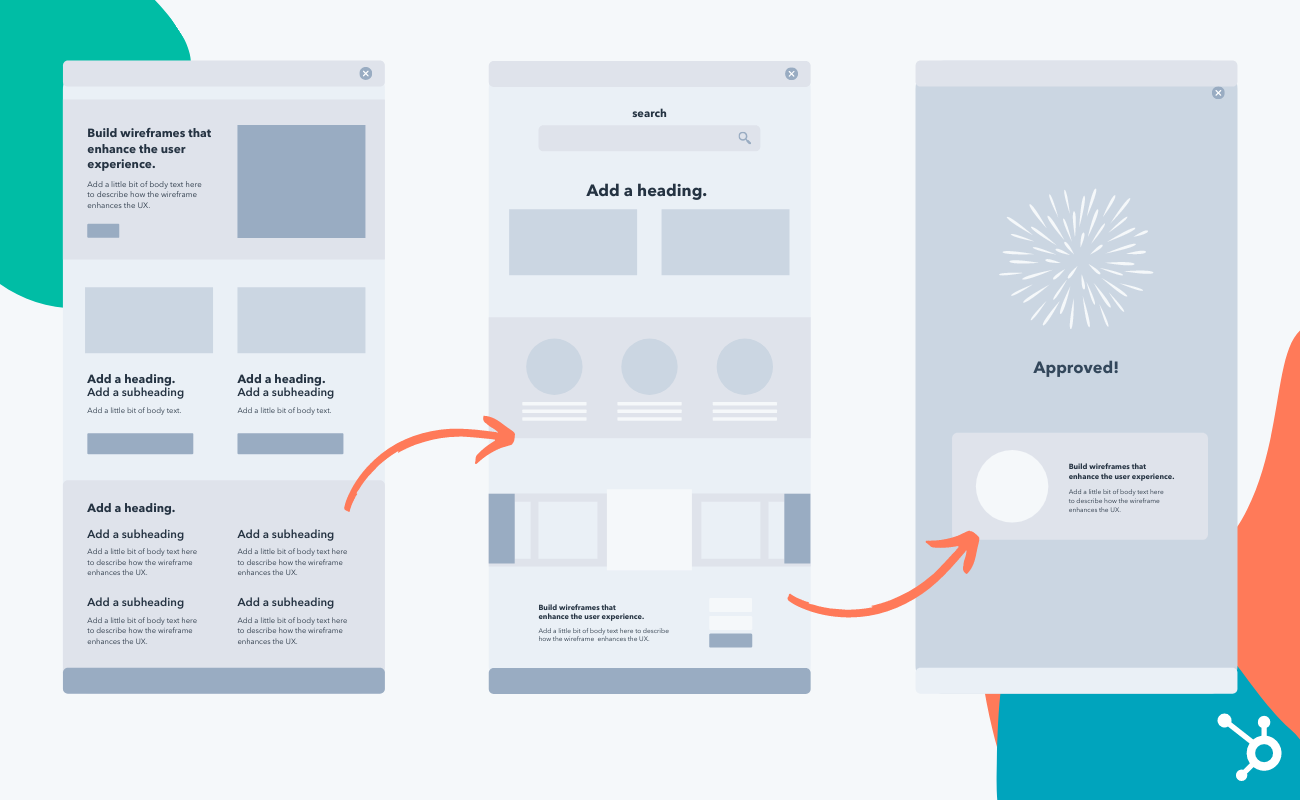 Build wireframes that
enhance the user
experience.
Add a little bit of body text here
to describe how the wireframe
enhances the UX.
Add a heading.
Add a subheading
Add a little bit of body text.
Add a heading.
Add a subheading
Add a little bit of body text.
Add a heading.
Add a subheading
Add a little bit of body text here
to describe how the wireframe
enhances the UX.
Add a subheading
Add a little bit of body text here
to describe how the wireframe
enhances the UX.
Add a subheading
Add a little bit of body text here
to describe how the wireframe
enhances the UX.
Add a subheading
Add a little bit of body text here
to describe how the wireframe
enhances the UX.
search
Add a heading.
Build wireframes that
enhance the user experience.
Add a little bit of body text here to describe
how the wireframe enhances the UX.
Approved!
Build wireframes that
enhance the user experience.
Add a little bit of body text here
to describe how the wireframe
enhances the UX.